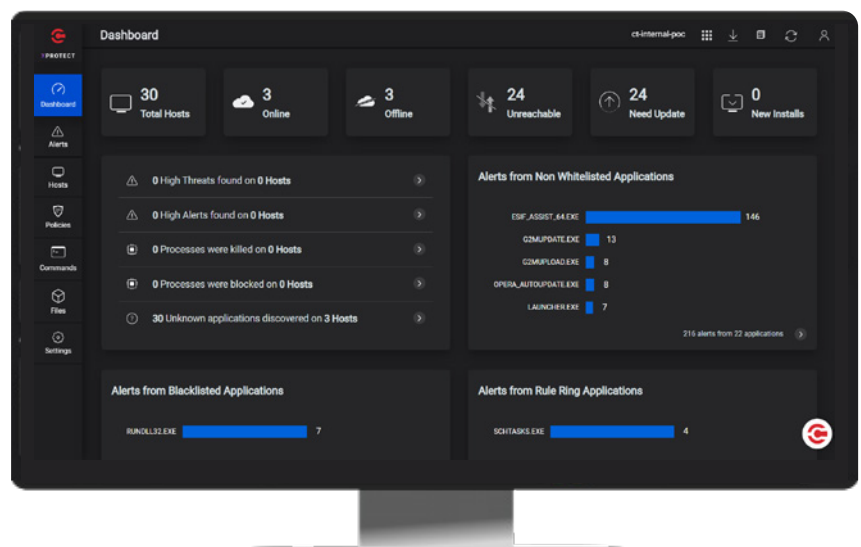 XPROTECT
Dashboard
ct-internal-poc
Dashboard
Alerts
Hosts
Policies
Commands
Files
Settings
30
Total Hosts
3
Online
3
Offline
24
Unreachable
24
Need Update
0
New Installs
0 High Threats found on 0 Hosts
0 High Alerts found on 0 Hosts
0 Processes were killed on 0 Hosts
0 Processes were blocked on 0 Hosts
30 Unknown applications discovered on 3 Hosts
Alerts from Non Whitelisted Applications
ESIF_ASSIST_64.EXE 146
G2MUPDATE.EXE 13
G2MUPLOAD.EXE 8
OPERA_AUTOUPDATE.EXE 8
LAUNCHER.EXE 7
216 alerts from 22 applications
Alerts from Blacklisted Applications
RUNDLL32.EXE 7
Alerts from Rule Ring Applications
SCHTASKS.EXE 4